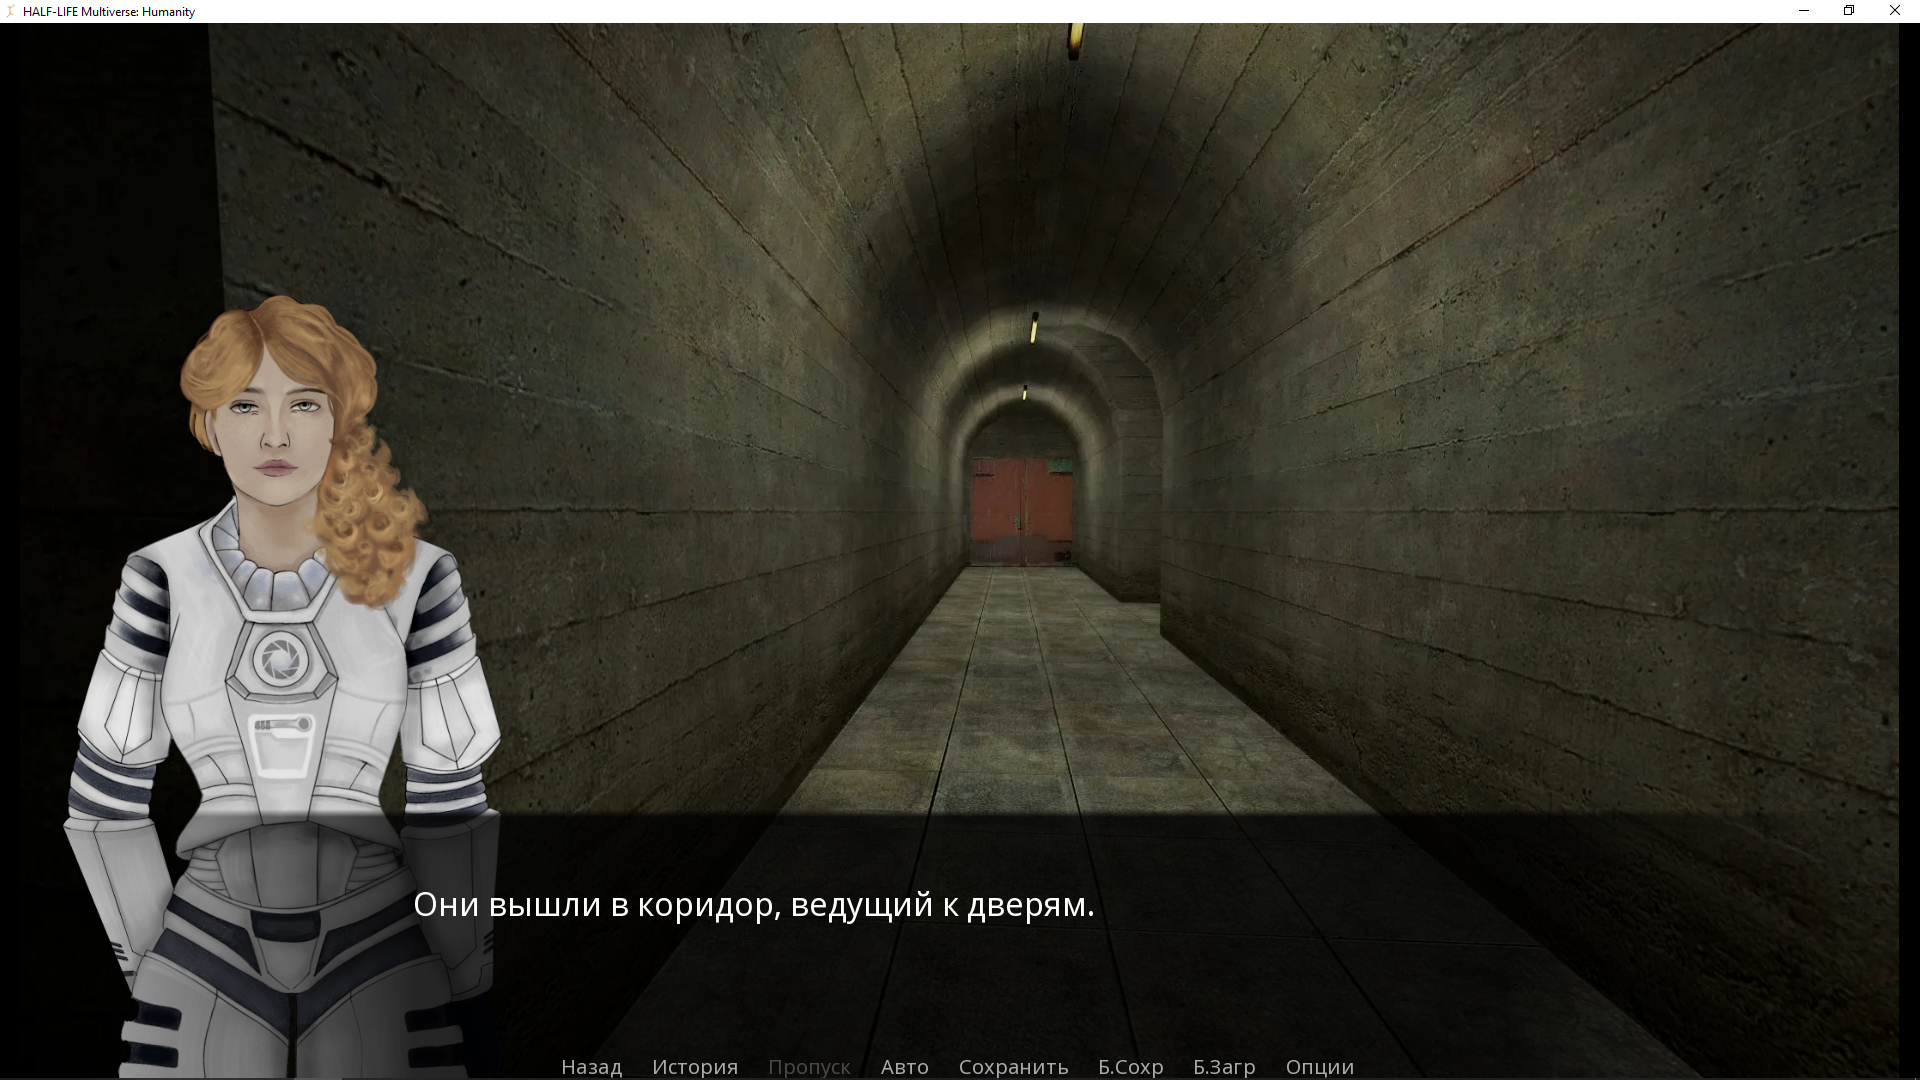 HALF-LIFE Multiverse: Humanity
Они вышли в коридор, ведущий к дверям.
Назад История Пропуск Авто Сохранить Б.Сохр Б.Загр Опции